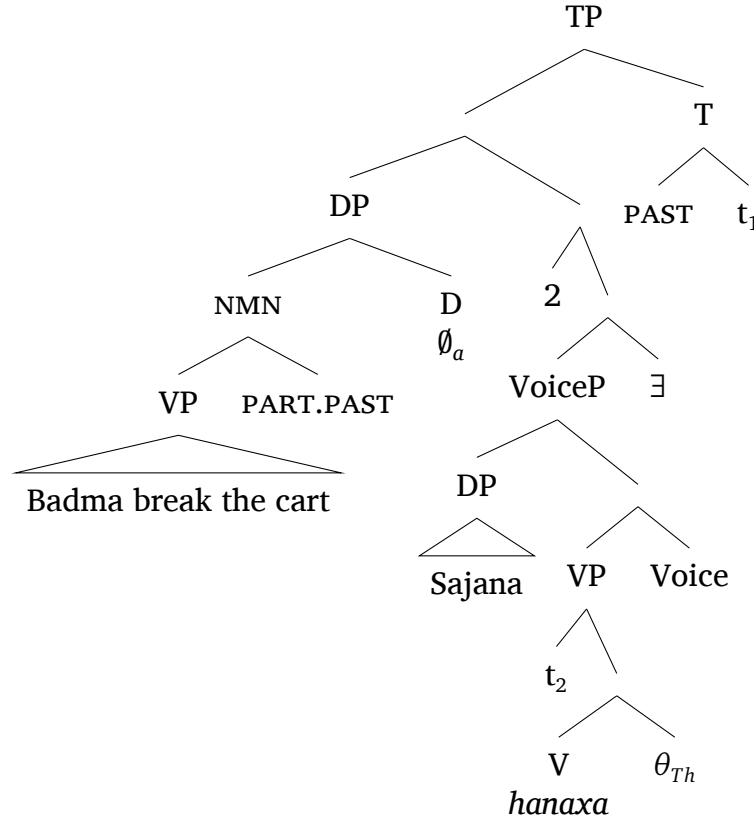 TP
T
DP
PAST t₁
NMN D 2
∅ₐ
VoiceP ∃
VP PART.PAST
DP
Badma break the cart
Sajana VP Voice
t₂
V θ_Th
hanaxa